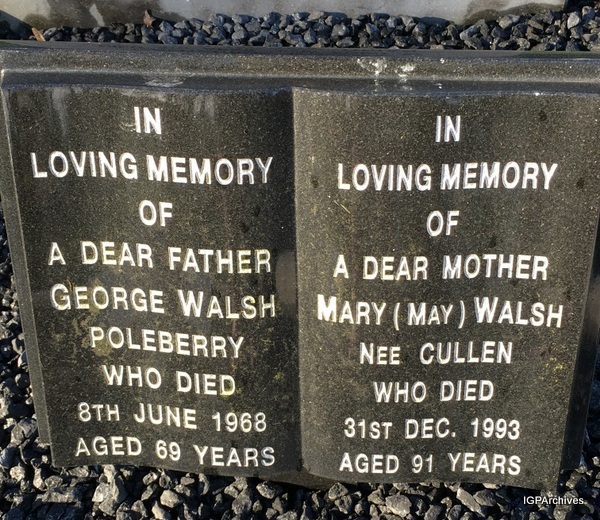 IN
LOVING MEMORY
OF
A DEAR FATHER
GEORGE WALSH
POLEBERRY
WHO DIED
8TH JUNE 1968
AGED 69 YEARS
IN
LOVING MEMORY
OF
A DEAR MOTHER
MARY (MAY) WALSH
NEE CULLEN
WHO DIED
31ST DEC. 1993
AGED 91 YEARS
IGPArchives